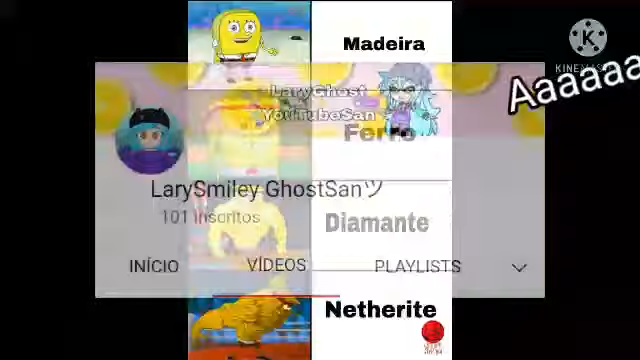 Madeira
KINEMAS
Aaaaaa
LaryGhost
YouTubeSan
Ferro
LarySmiley GhostSanツ
101 inscritos
Diamante
INÍCIO
VÍDEOS
PLAYLISTS
Netherite